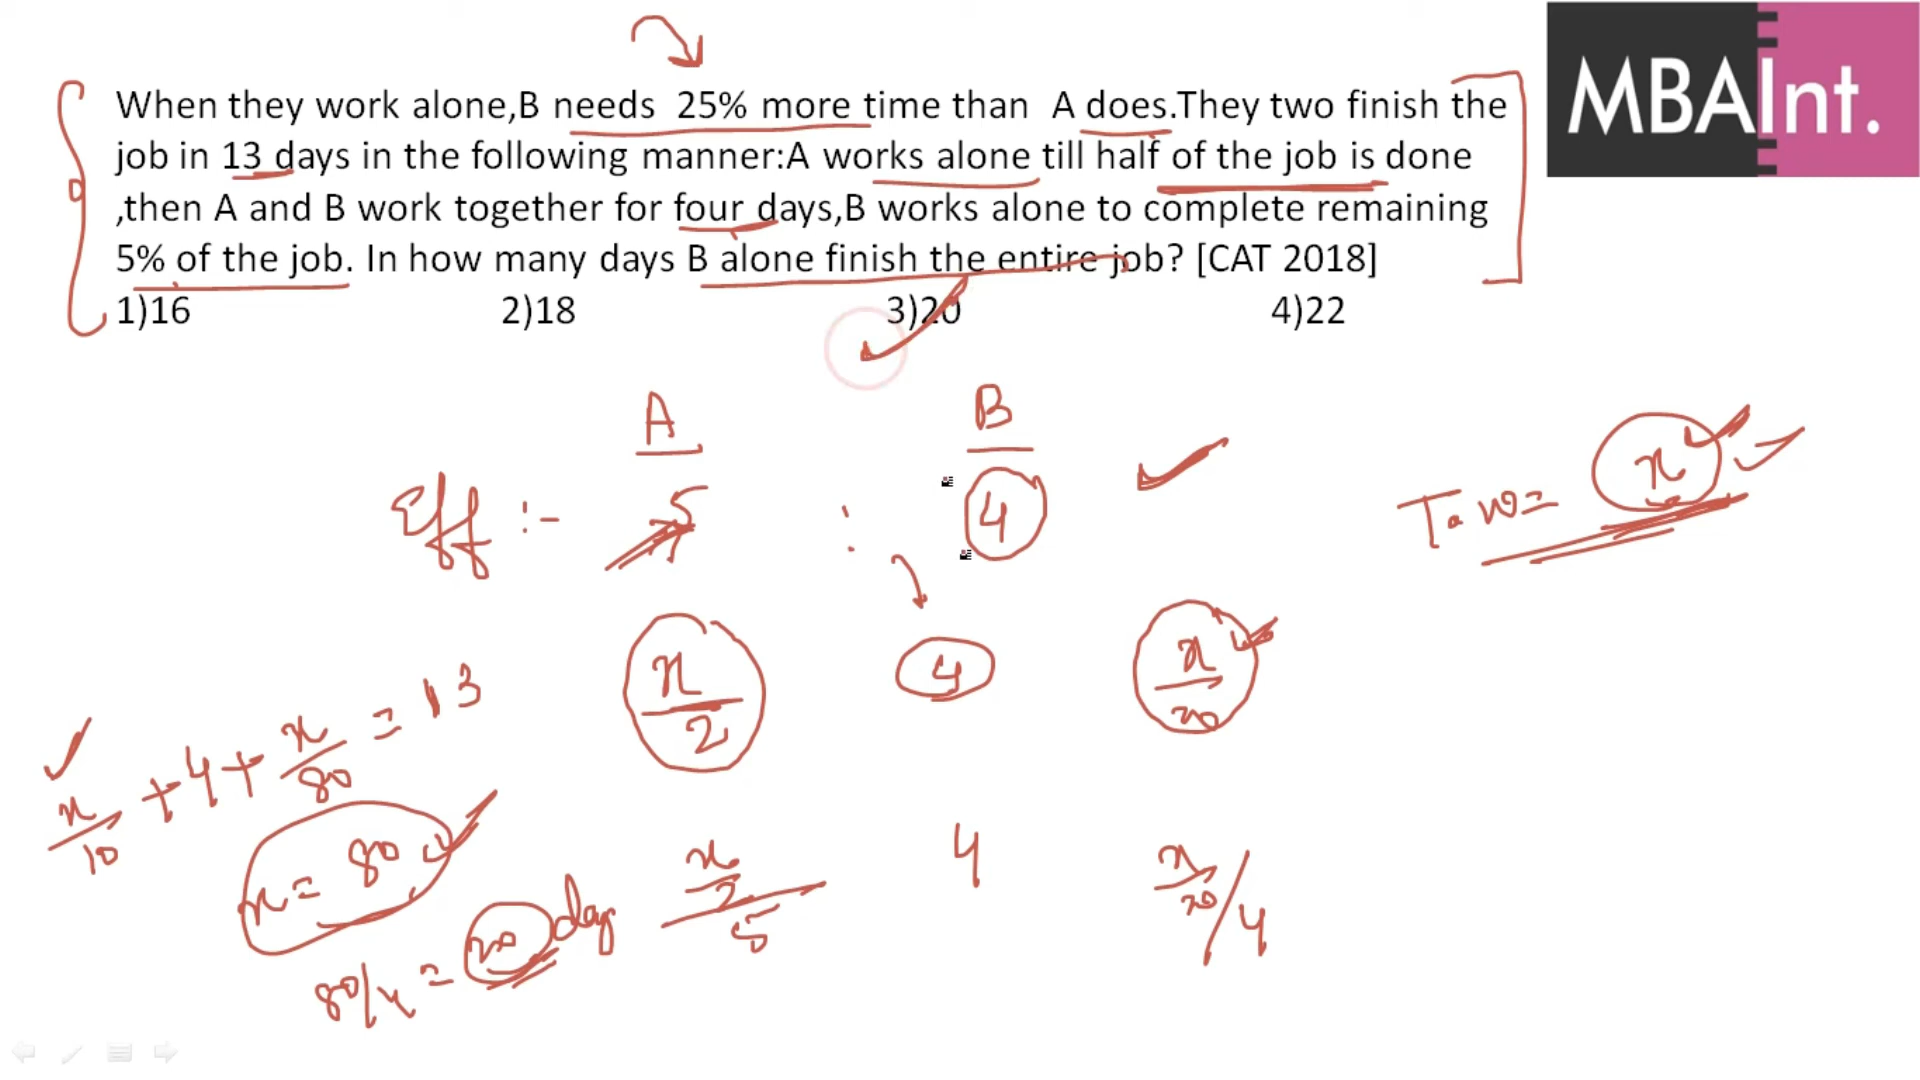 When they work alone,B needs 25% more time than A does.They two finish the
job in 13 days in the following manner:A works alone till half of the job is done
,then A and B work together for four days,B works alone to complete remaining
5% of the job. In how many days B alone finish the entire job? [CAT 2018]
1)16 2)18 3)20 4)22
MBAInt.
A B
Eff :- 5 : 4
T.W= x
x/2 4 x/20
x/10 + 4 + x/80 = 13
x = 80
x/2/5 4 x/20/4
80/4 = 20 day